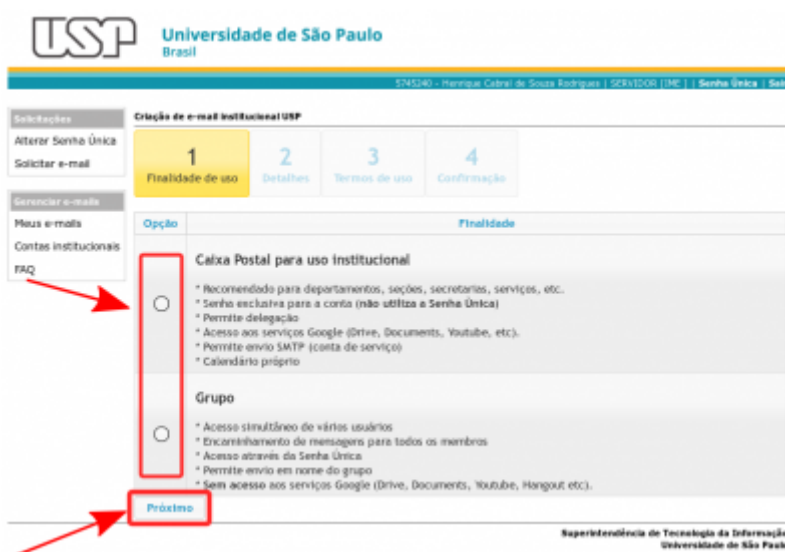 USP
Universidade de São Paulo
Brasil
5745240 - Henrique Cabral de Souza Rodrigues | SERVIDOR [IME ] | Senha Única | Sair
Solicitações
Alterar Senha Única
Solicitar e-mail
Gerenciar e-mails
Meus e-mails
Contas institucionais
FAQ
Criação de e-mail institucional USP
1
Finalidade de uso
2
Detalhes
3
Termos de uso
4
Confirmação
Opção
Finalidade
Caixa Postal para uso institucional
* Recomendado para departamentos, seções, secretarias, serviços, etc.
* Senha exclusiva para a conta (não utiliza a Senha Única)
* Permite delegação
* Acesso aos serviços Google (Drive, Documents, Youtube, etc).
* Permite envio SMTP (conta de serviço)
* Calendário próprio
Grupo
* Acesso simultâneo de vários usuários
* Encaminhamento de mensagens para todos os membros
* Acesso através da Senha Única
* Permite envio em nome do grupo
* Sem acesso aos serviços Google (Drive, Documents, Youtube, Hangout etc).
Próximo
Superintendência de Tecnologia da Informação
Universidade de São Paulo